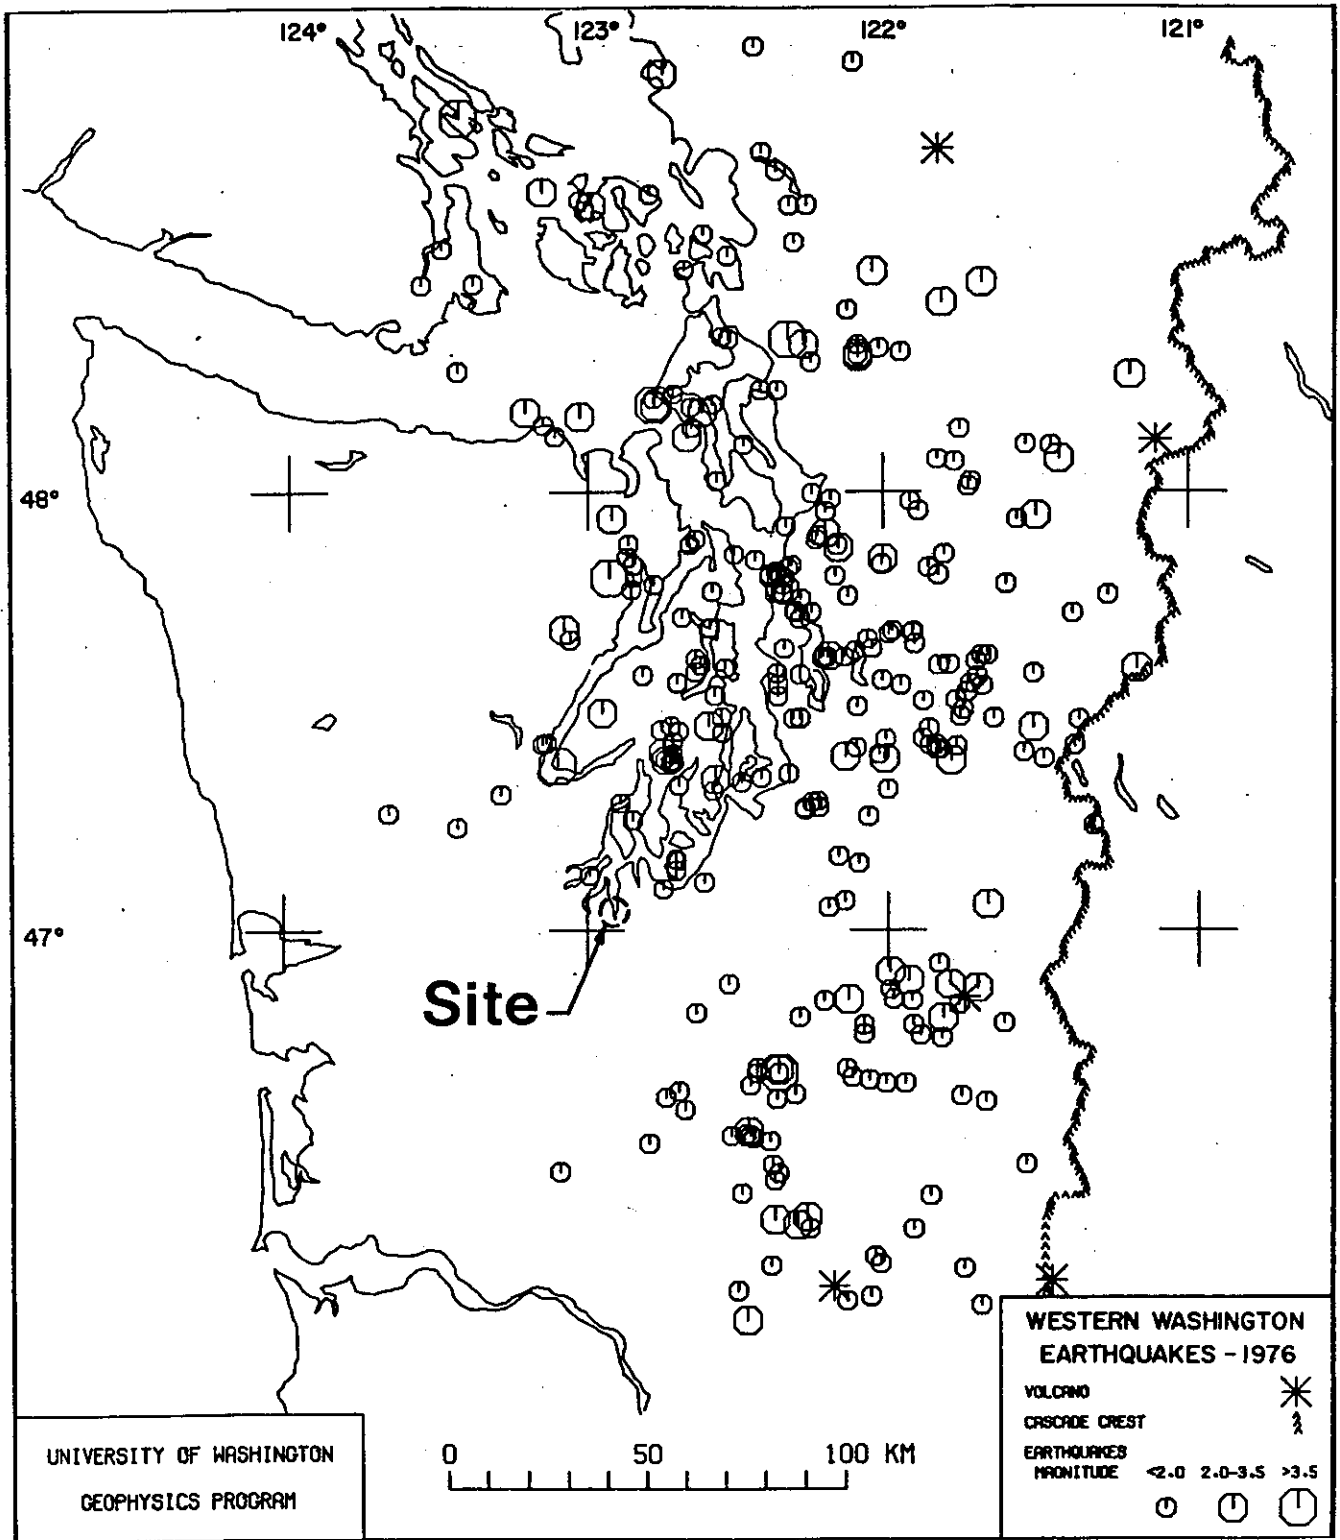 124° 123° 122° 121°
48°
47°
Site
WESTERN WASHINGTON
EARTHQUAKES - 1976
VOLCANO
CASCADE CREST
EARTHQUAKES
MAGNITUDE <2.0 2.0-3.5 >3.5
UNIVERSITY OF WASHINGTON
GEOPHYSICS PROGRAM
0 50 100 KM